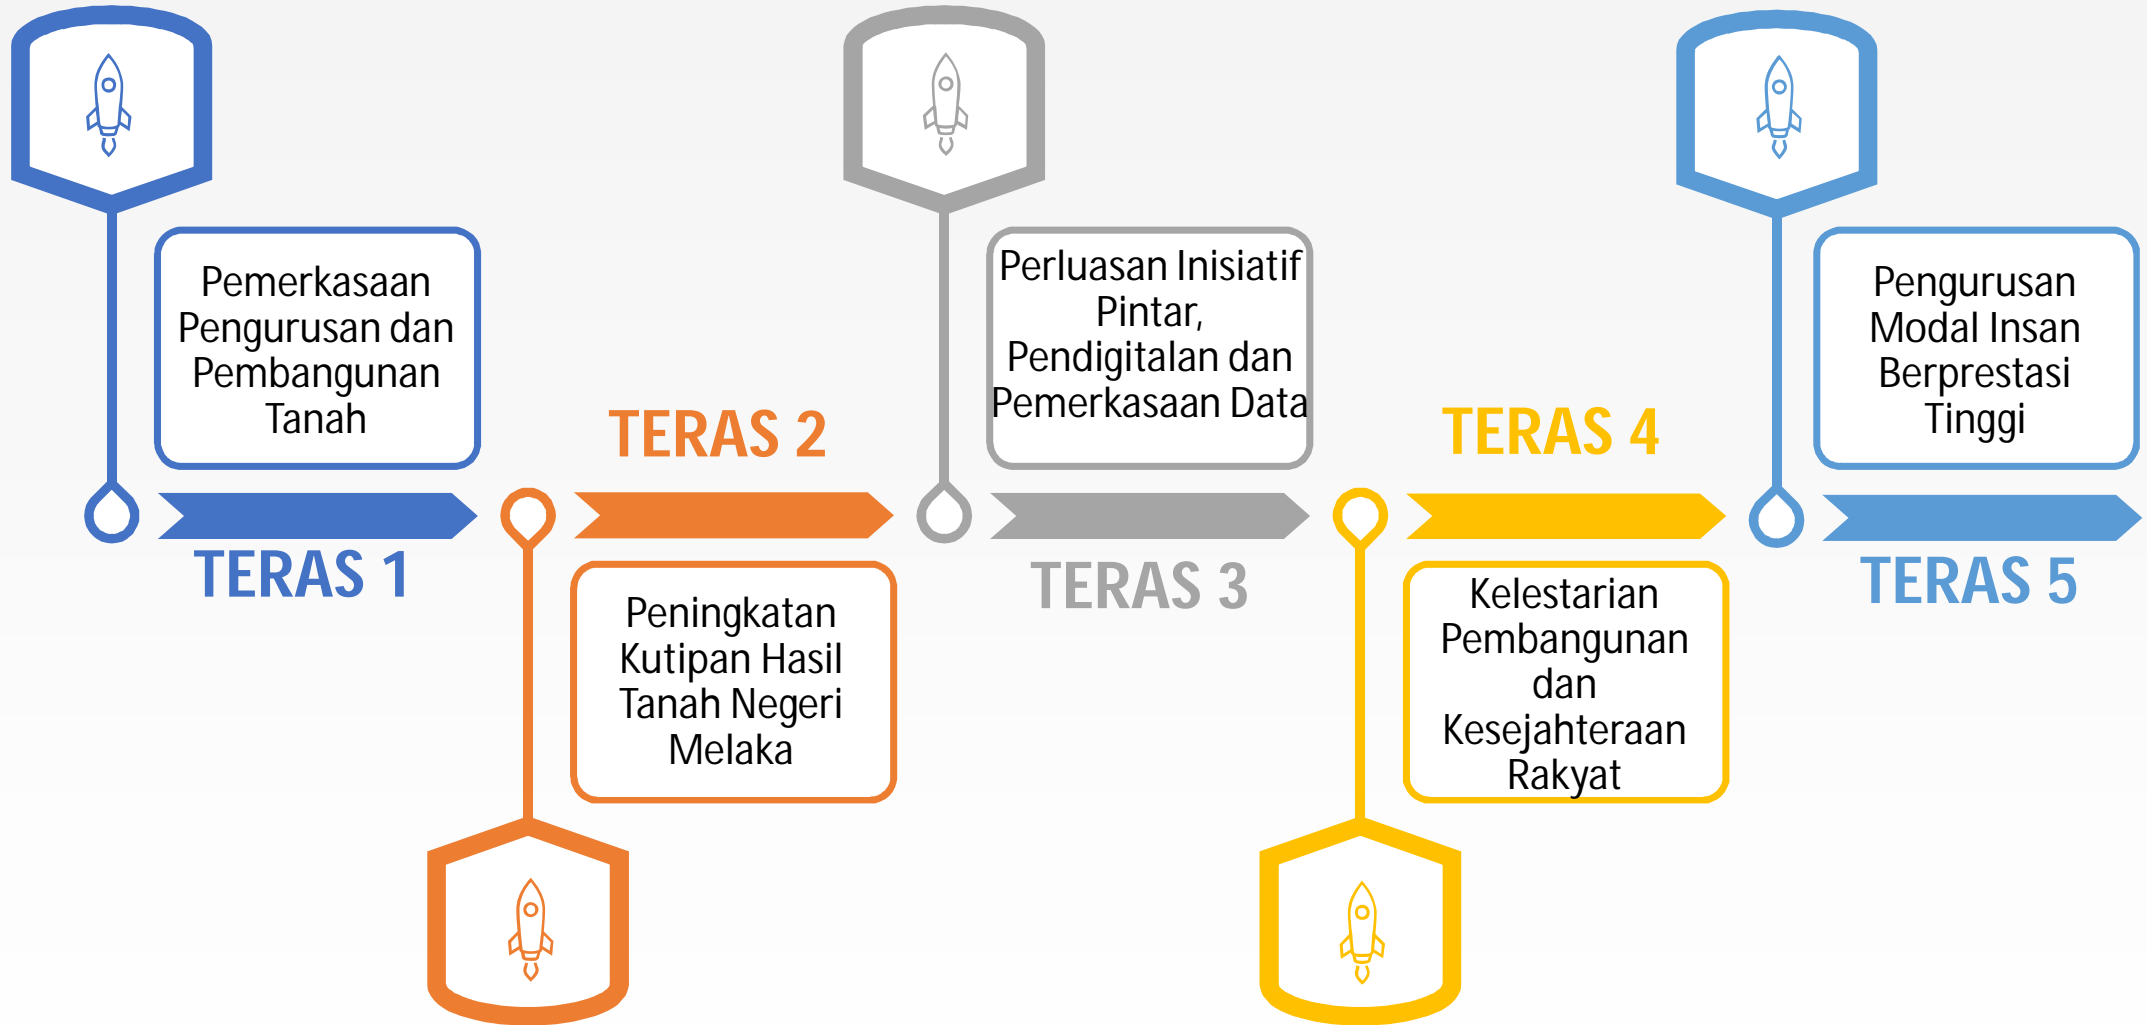 Pemerkasaan
Pengurusan dan
Pembangunan
Tanah
TERAS 1
TERAS 2
Peningkatan
Kutipan Hasil
Tanah Negeri
Melaka
Perluasan Inisiatif
Pintar,
Pendigitalan dan
Pemerkasaan Data
TERAS 3
TERAS 4
Kelestarian
Pembangunan
dan
Kesejahteraan
Rakyat
Pengurusan
Modal Insan
Berprestasi
Tinggi
TERAS 5